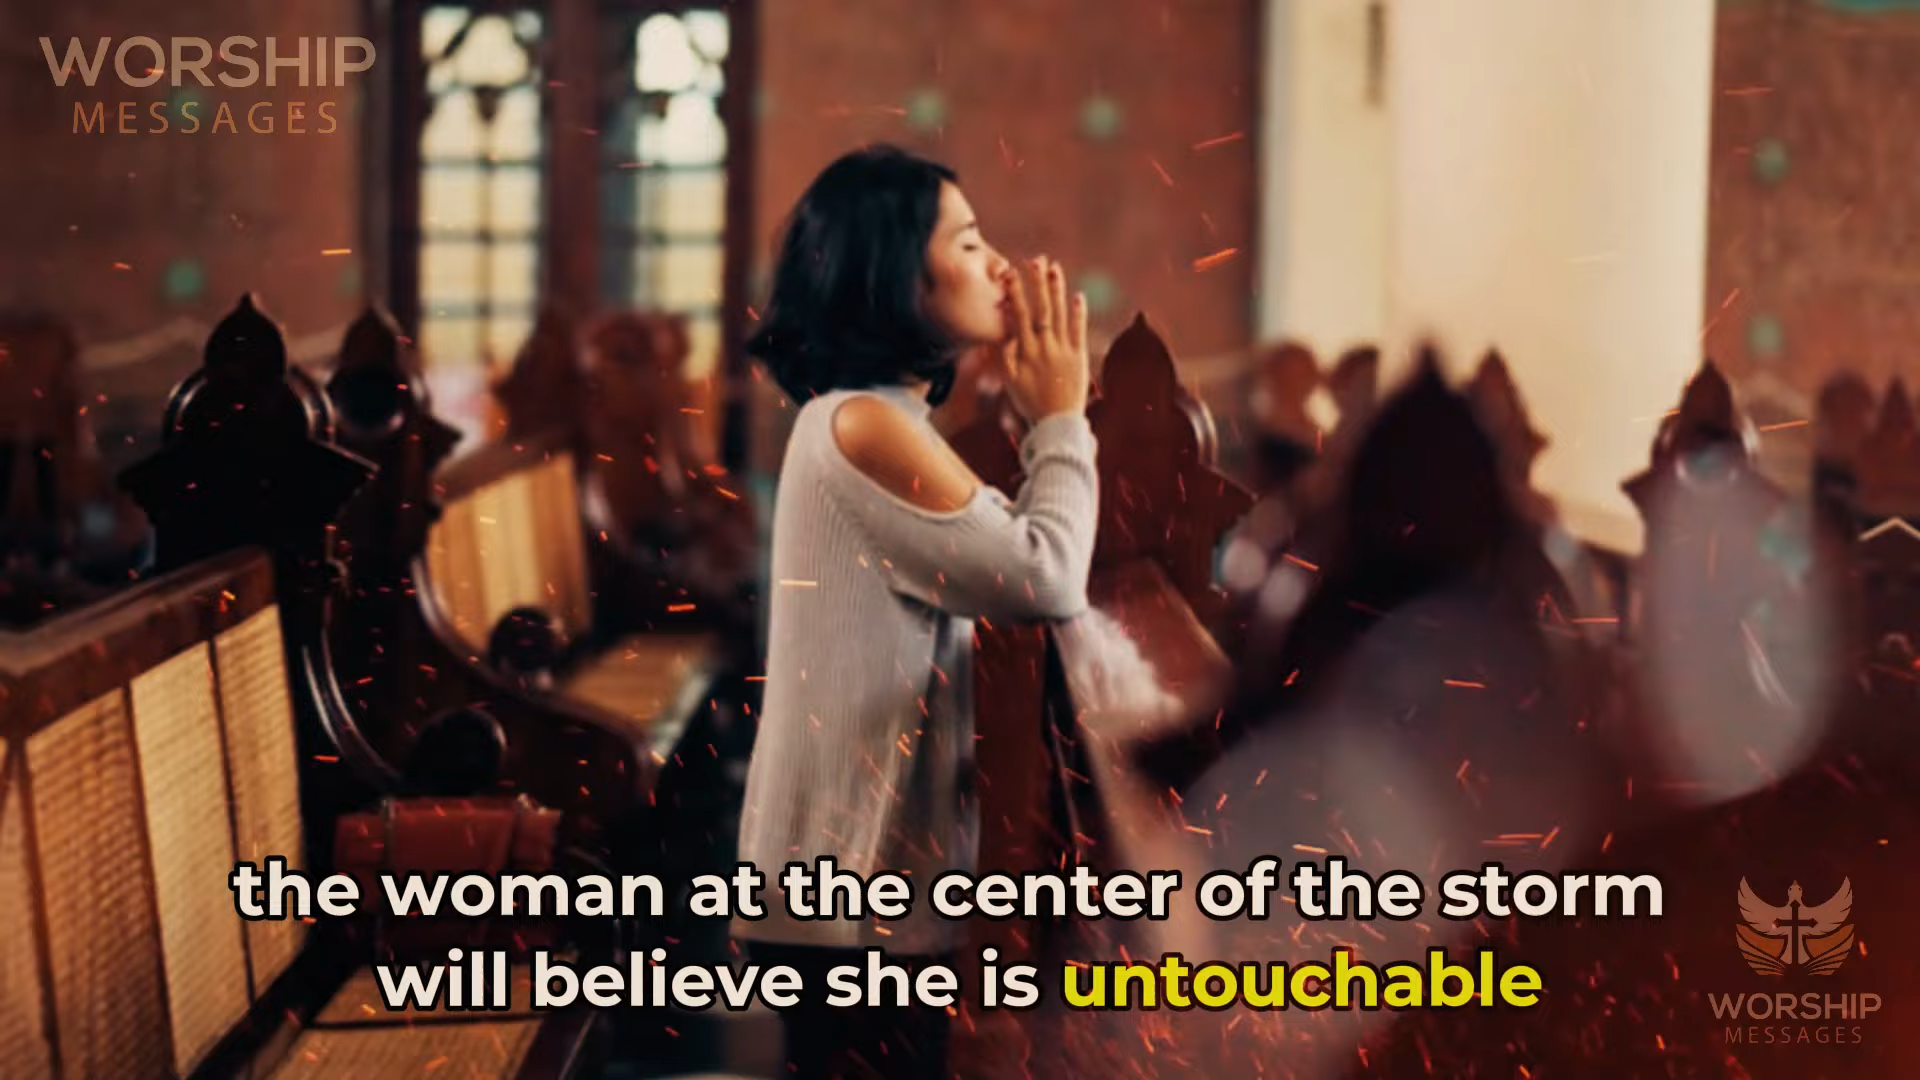 WORSHIP
MESSAGES
the woman at the center of the storm
will believe she is untouchable
WORSHIP
MESSAGES